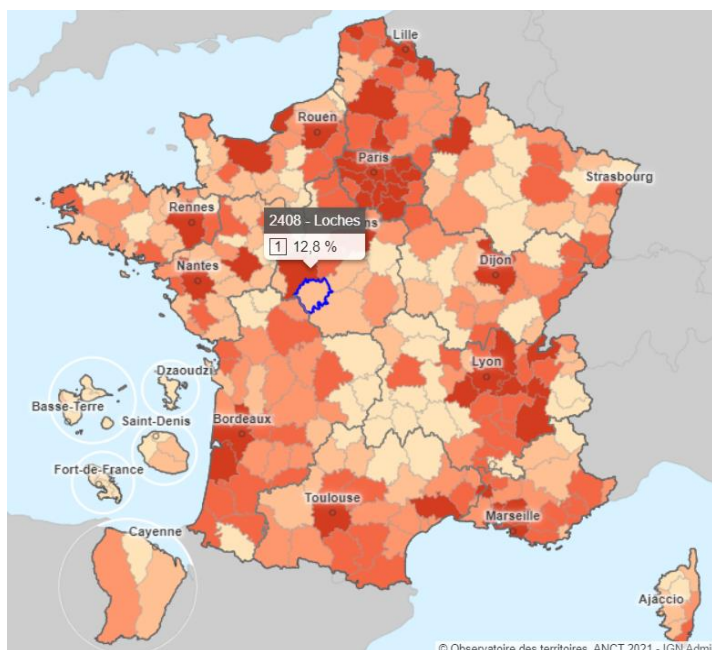 Lille
Rouen
Paris
Strasbourg
Rennes
2408 - Loches
ns
1 12,8 %
Nantes
Dijon
Lyon
Dzaoudzi
Basse-Terre
Saint-Denis
Bordeaux
Fort-de-France
Toulouse
Marseille
Cayenne
Ajaccio
© Observatoire des territoires, ANCT 2021 - IGN Admi